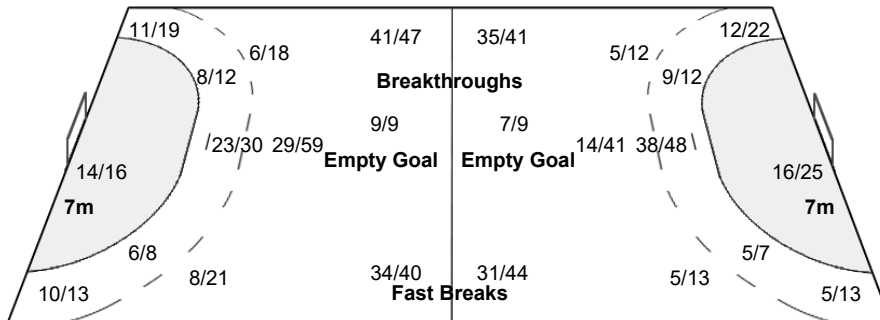 11/19 41/47 35/41 12/22
6/18 5/12
8/12 Breakthroughs 9/12
9/9 7/9
23/30 29/59 14/41 38/48
Empty Goal Empty Goal
14/16 16/25
7m 7m
6/8 5/7
8/21 34/40 31/44 5/13
10/13 Fast Breaks 5/13